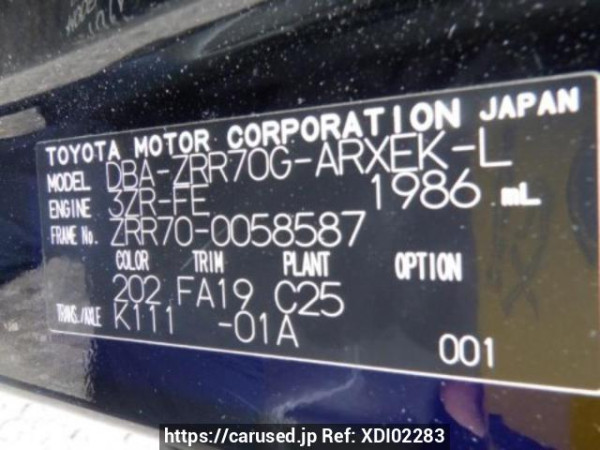 TOYOTA MOTOR CORPORATION JAPAN
MODEL DBA-ZRR70G-ARXEK-L
ENGINE 3ZR-FE 1986 mL
FRAME No. ZRR70-0058587
COLOR TRIM PLANT OPTION
202 FA19 C25
TRANS./AXLE K111 -01A
001
https://carused.jp Ref: XDI02283